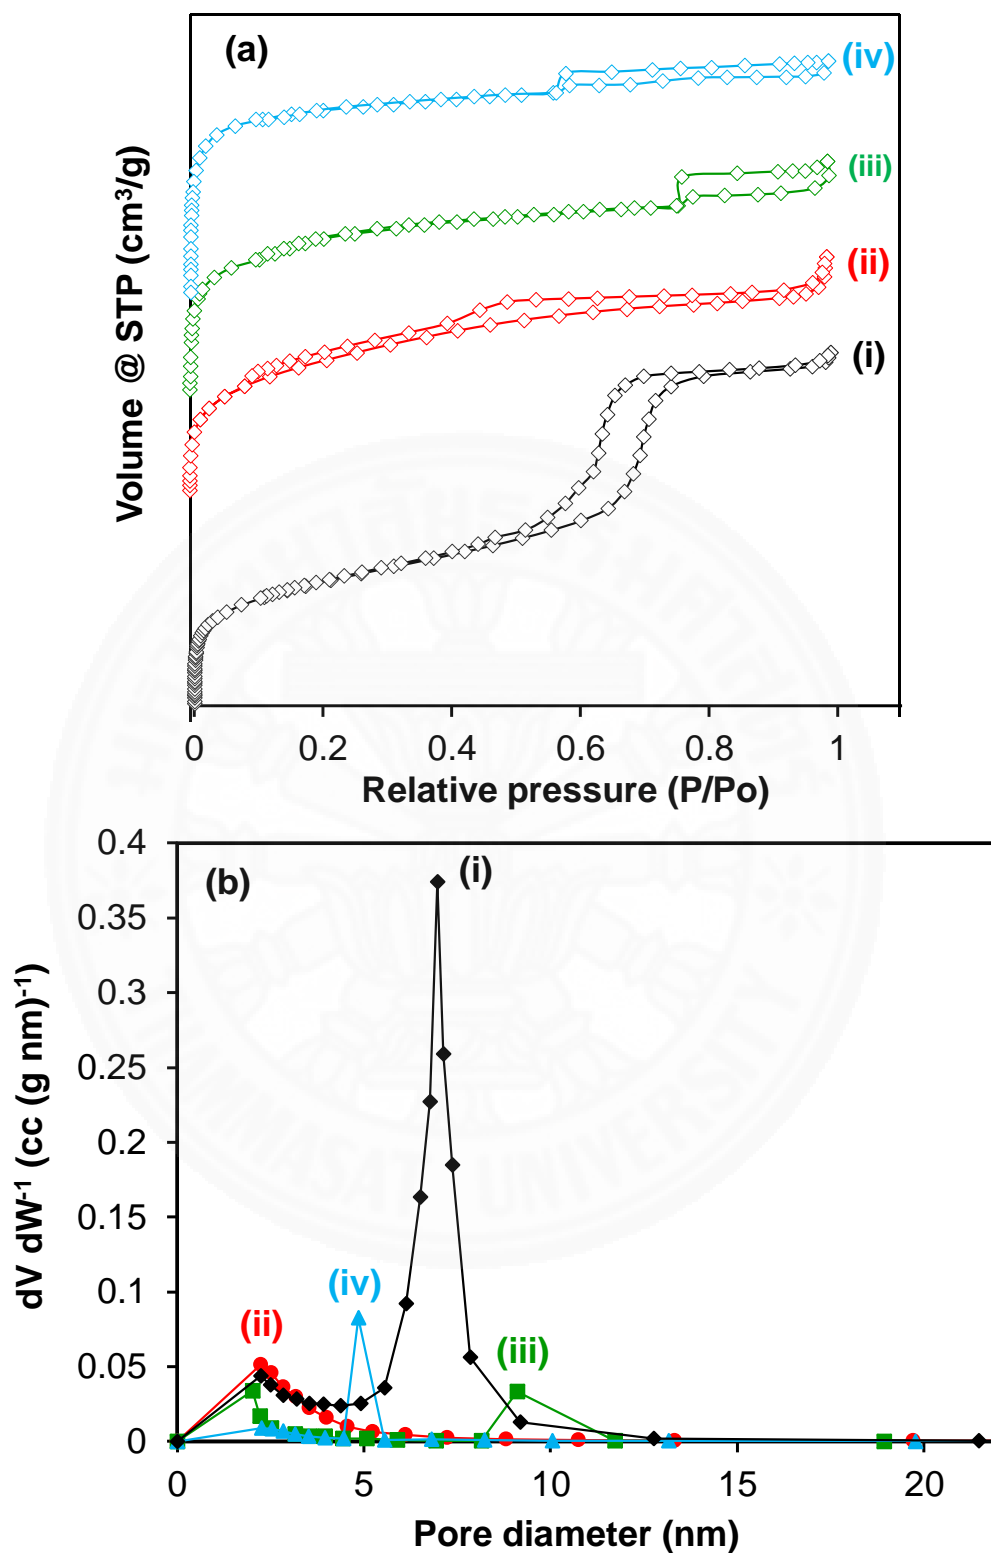 (a)
(iv)
(iii)
(ii)
(i)
Volume @ STP (cm³/g)
0 0.2 0.4 0.6 0.8 1
Relative pressure (P/Po)
(b)
(i)
(iv)
(ii)
(iii)
0.4
0.35
0.3
0.25
0.2
0.15
0.1
0.05
0
dV dW⁻¹ (cc (g nm)⁻¹)
0 5 10 15 20
Pore diameter (nm)
THAMMASAT UNIVERSITY